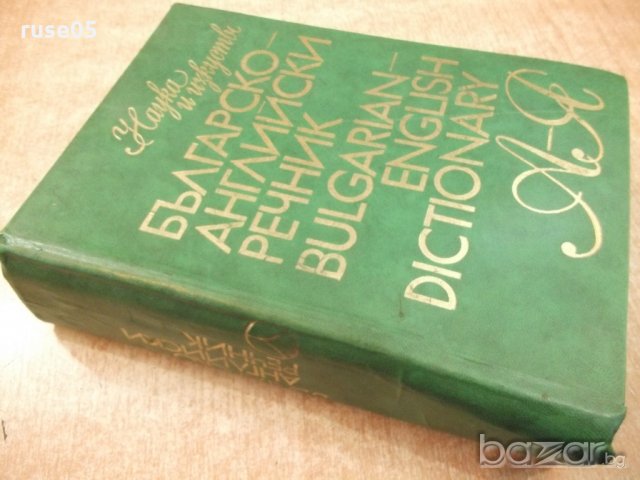 ruse05
Наука
и изкуство
БЪЛГАРСКО–
АНГЛИЙСКИ
РЕЧНИК
BULGARIAN–
ENGLISH
DICTIONARY
А-Я
bazar.bg